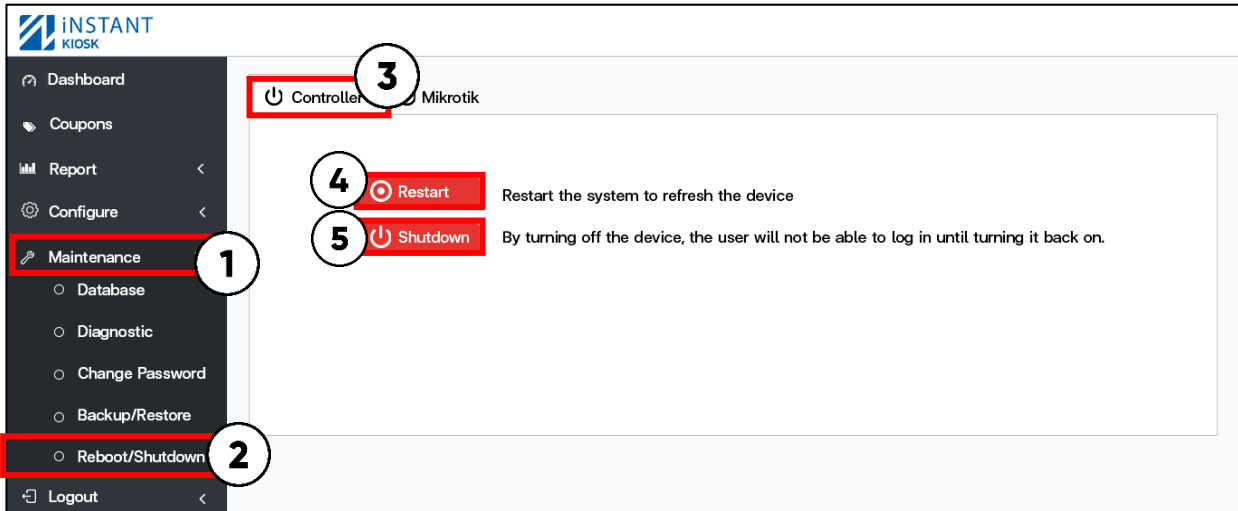 iNSTANT
KIOSK
Dashboard
Coupons
Report
Configure
Maintenance
1
Database
Diagnostic
Change Password
Backup/Restore
Reboot/Shutdown
2
Logout
3
Controller
Mikrotik
4
Restart
Restart the system to refresh the device
5
Shutdown
By turning off the device, the user will not be able to log in until turning it back on.